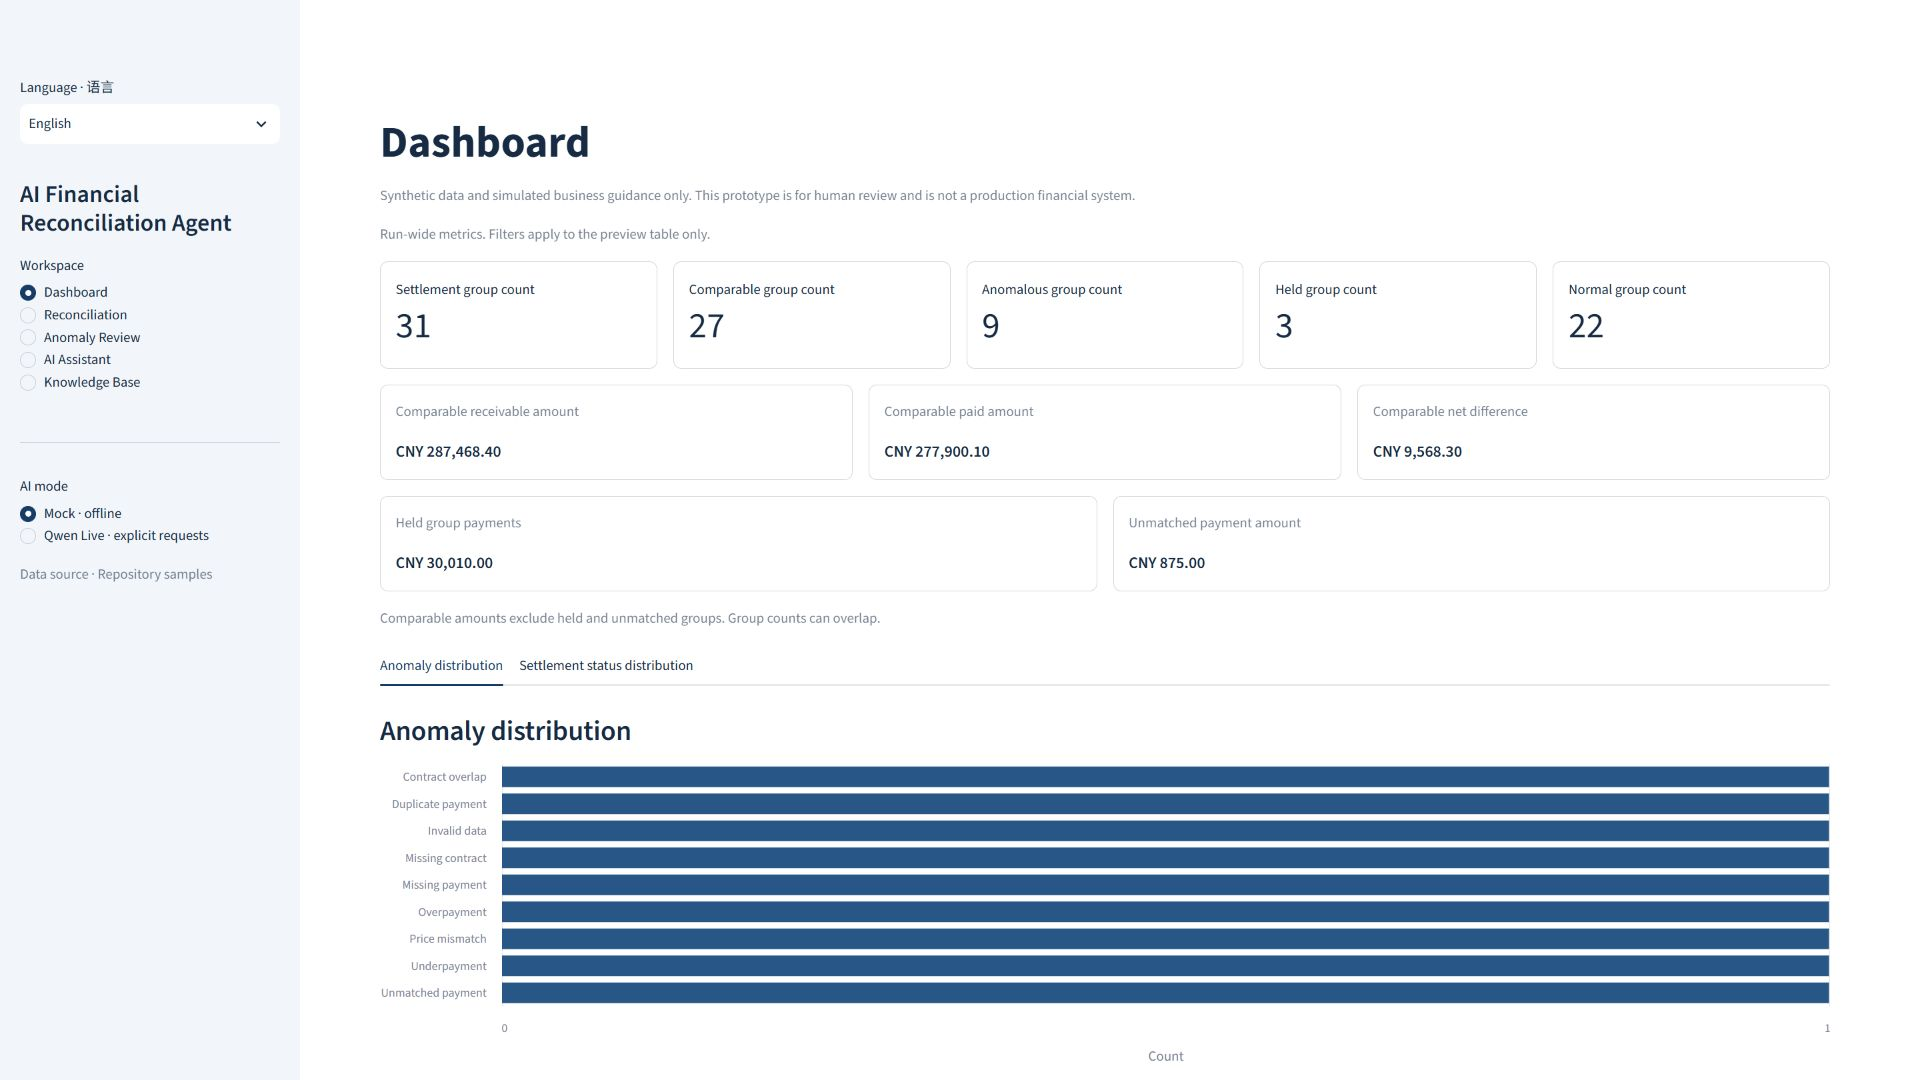 Language · 语言
English
AI Financial
Reconciliation Agent
Workspace
Dashboard
Reconciliation
Anomaly Review
AI Assistant
Knowledge Base
AI mode
Mock · offline
Qwen Live · explicit requests
Data source · Repository samples
Dashboard
Synthetic data and simulated business guidance only. This prototype is for human review and is not a production financial system.
Run-wide metrics. Filters apply to the preview table only.
Settlement group count
31
Comparable group count
27
Anomalous group count
9
Held group count
3
Normal group count
22
Comparable receivable amount
CNY 287,468.40
Comparable paid amount
CNY 277,900.10
Comparable net difference
CNY 9,568.30
Held group payments
CNY 30,010.00
Unmatched payment amount
CNY 875.00
Comparable amounts exclude held and unmatched groups. Group counts can overlap.
Anomaly distribution
Settlement status distribution
Anomaly distribution
Contract overlap
Duplicate payment
Invalid data
Missing contract
Missing payment
Overpayment
Price mismatch
Underpayment
Unmatched payment
0
1
Count